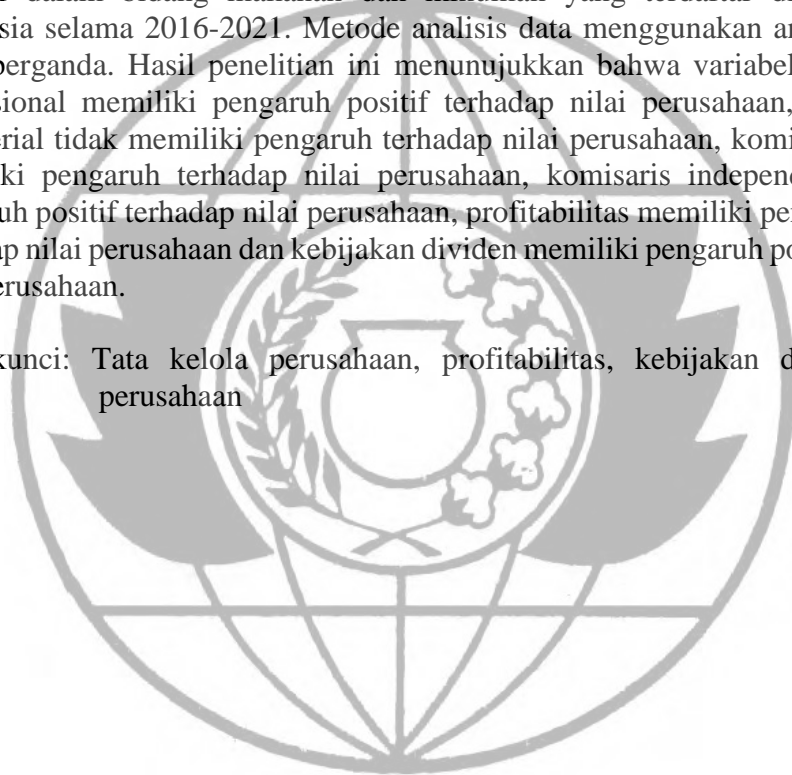 dalam bidang makanan dan minuman yang terdaftar di
sia selama 2016-2021. Metode analisis data menggunakan an
berganda. Hasil penelitian ini menunujukkan bahwa variabel
sional memiliki pengaruh positif terhadap nilai perusahaan,
erial tidak memiliki pengaruh terhadap nilai perusahaan, komi
ki pengaruh terhadap nilai perusahaan, komisaris independ
uh positif terhadap nilai perusahaan, profitabilitas memiliki pen
ap nilai perusahaan dan kebijakan dividen memiliki pengaruh po
erusahaan.
kunci: Tata kelola perusahaan, profitabilitas, kebijakan d
perusahaan